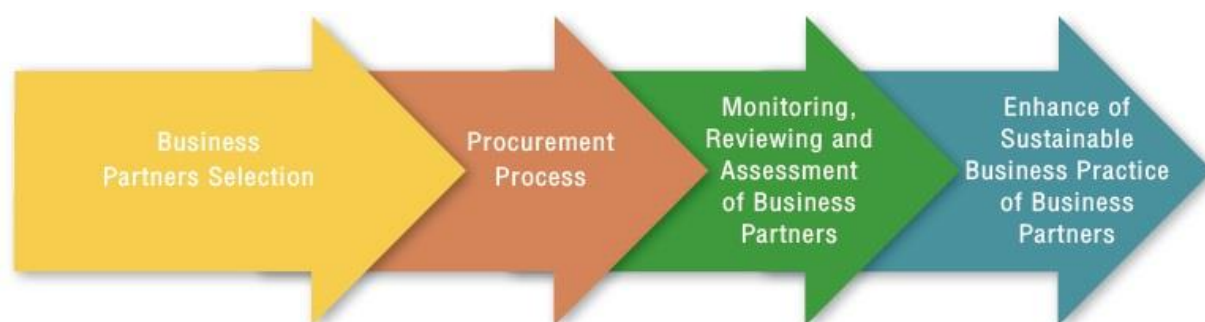 Business
Partners Selection
Procurement
Process
Monitoring,
Reviewing and
Assessment
of Business
Partners
Enhance of
Sustainable
Business Practice
of Business
Partners